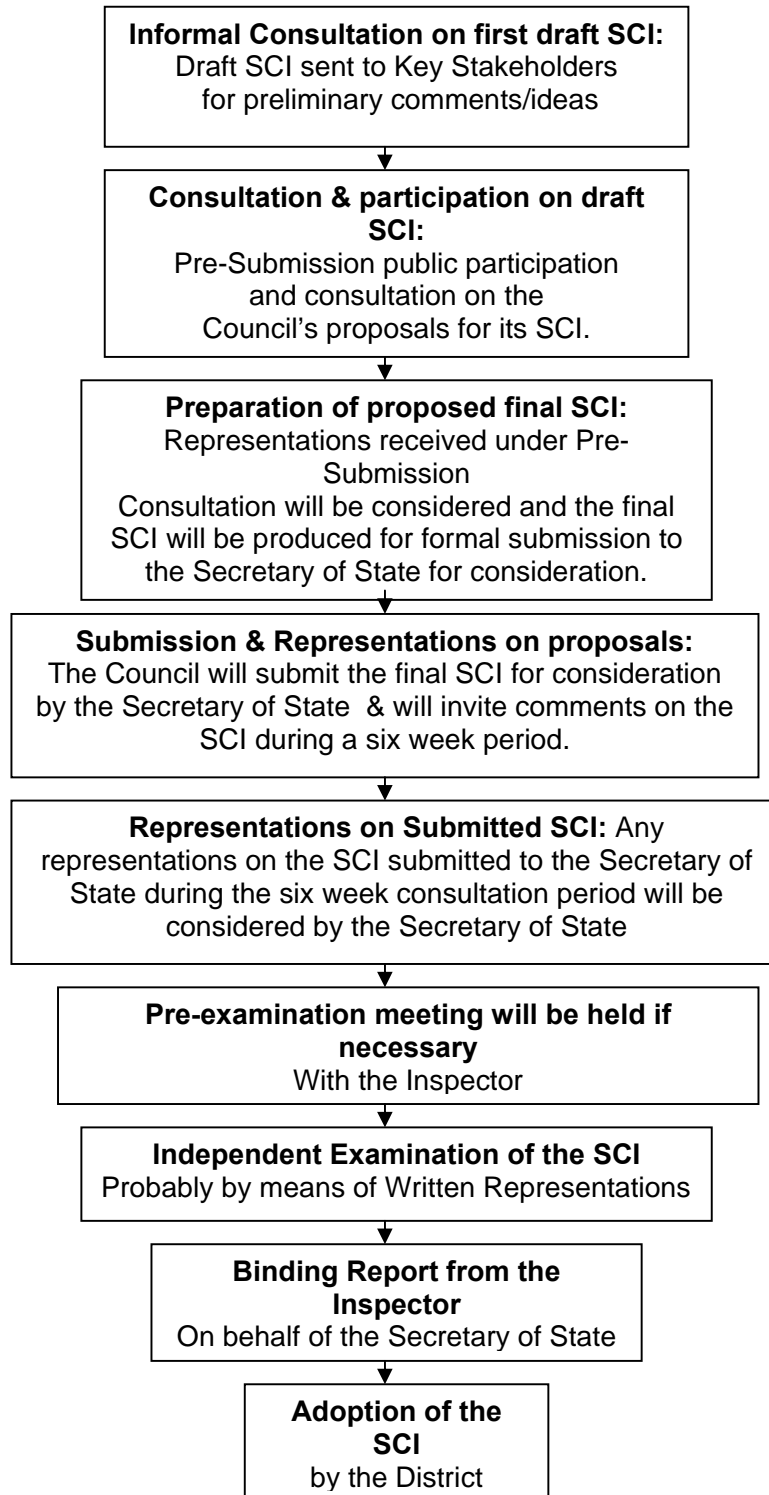 Informal Consultation on first draft SCI:
Draft SCI sent to Key Stakeholders
for preliminary comments/ideas
Consultation & participation on draft
SCI:
Pre-Submission public participation
and consultation on the
Council’s proposals for its SCI.
Preparation of proposed final SCI:
Representations received under Pre-
Submission
Consultation will be considered and the final
SCI will be produced for formal submission to
the Secretary of State for consideration.
Submission & Representations on proposals:
The Council will submit the final SCI for consideration
by the Secretary of State & will invite comments on the
SCI during a six week period.
Representations on Submitted SCI: Any
representations on the SCI submitted to the Secretary of
State during the six week consultation period will be
considered by the Secretary of State
Pre-examination meeting will be held if
necessary
With the Inspector
Independent Examination of the SCI
Probably by means of Written Representations
Binding Report from the
Inspector
On behalf of the Secretary of State
Adoption of the
SCI
by the District